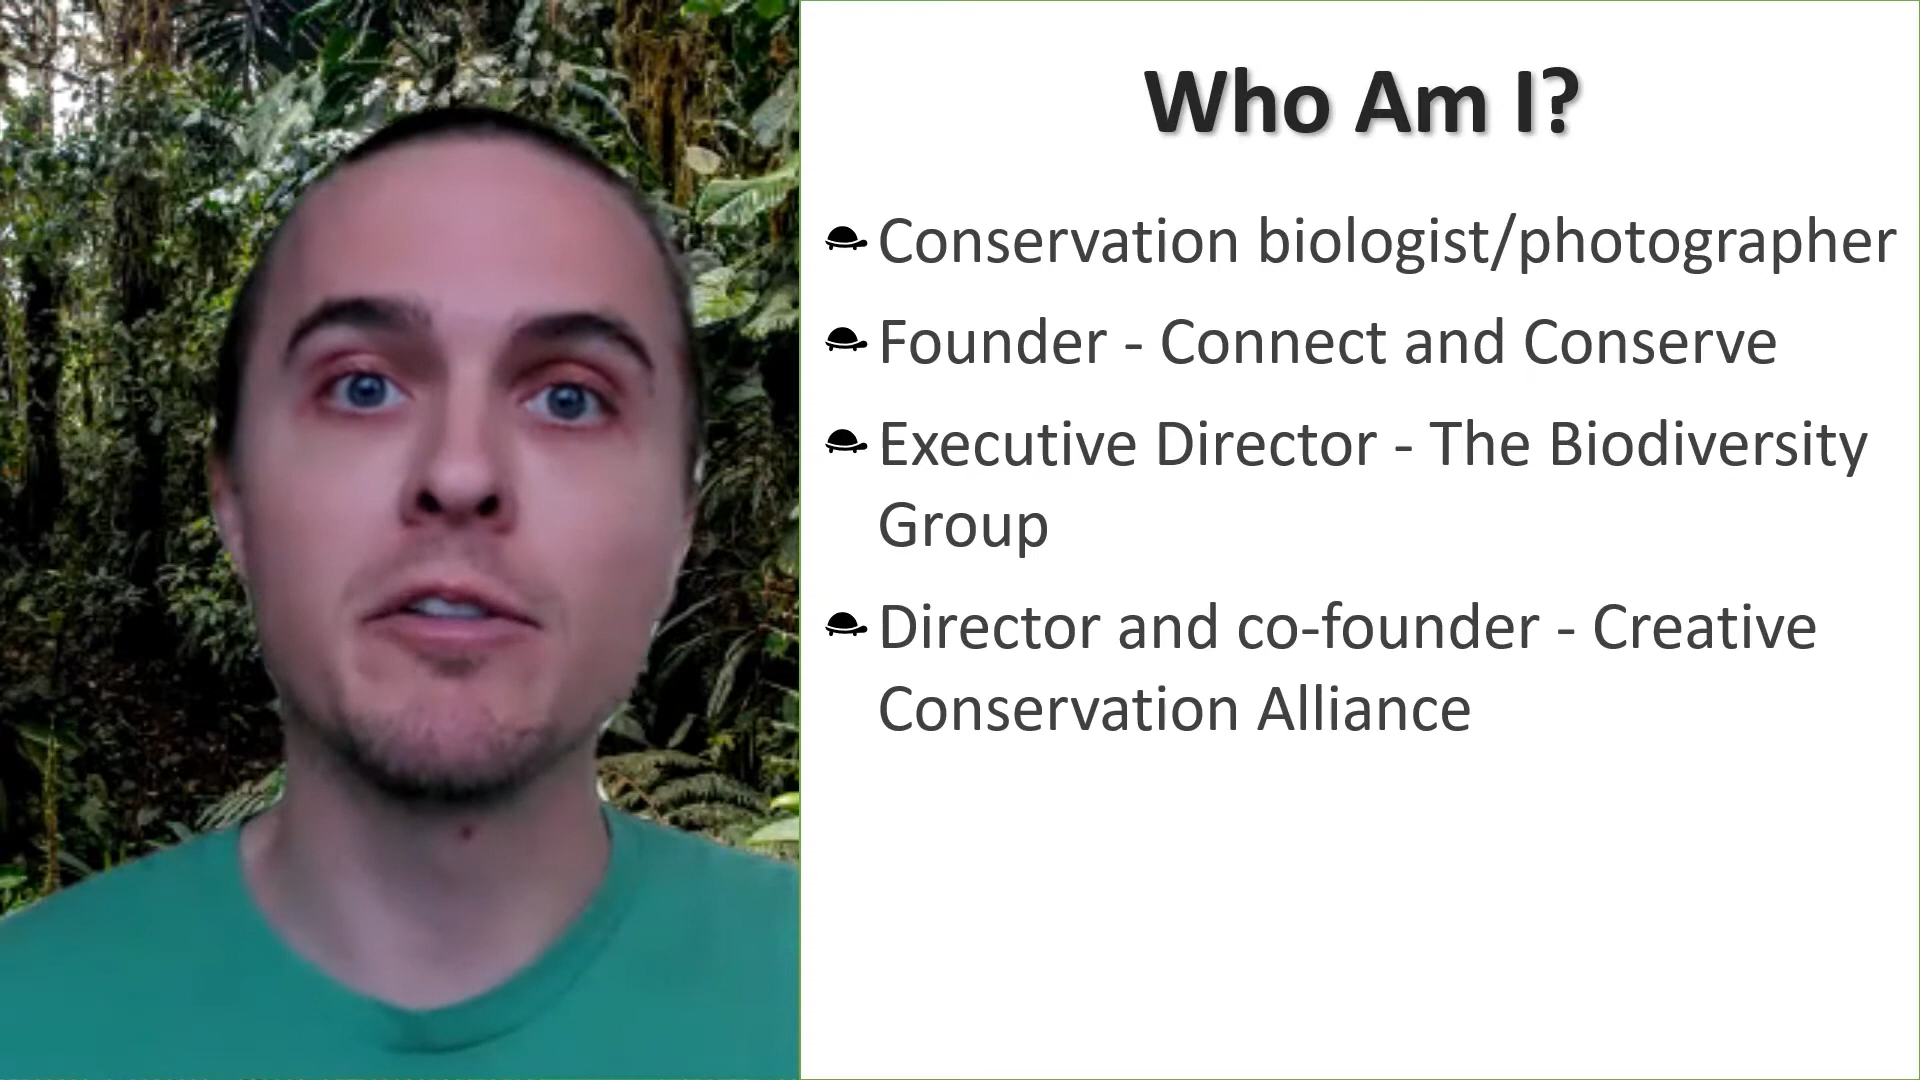 Who Am I?
Conservation biologist/photographer
Founder - Connect and Conserve
Executive Director - The Biodiversity
Group
Director and co-founder - Creative
Conservation Alliance